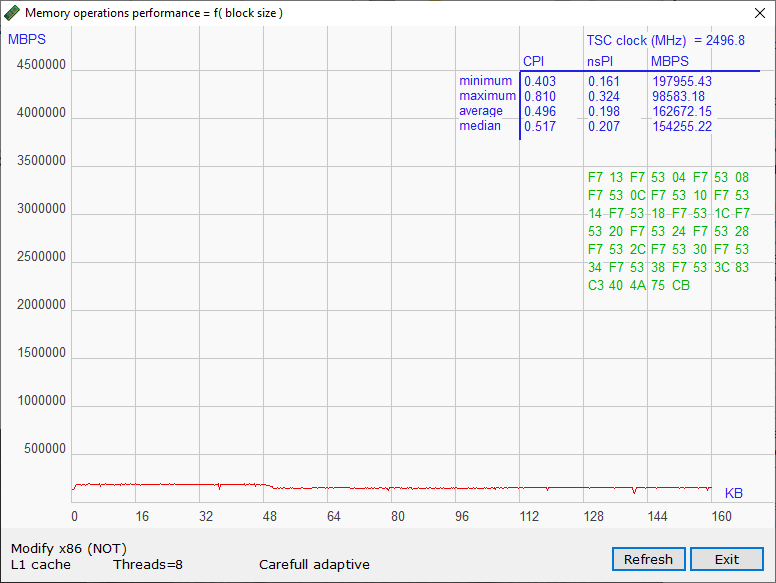 Memory operations performance = f( block size )
MBPS
TSC clock (MHz) = 2496.8
CPI nsPI MBPS
minimum 0.403 0.161 197955.43
maximum 0.810 0.324 98583.18
average 0.496 0.198 162672.15
median 0.517 0.207 154255.22
4500000
4000000
3500000
3000000
2500000
2000000
1500000
1000000
500000
F7 13 F7 53 04 F7 53 08
F7 53 0C F7 53 10 F7 53
14 F7 53 18 F7 53 1C F7
53 20 F7 53 24 F7 53 28
F7 53 2C F7 53 30 F7 53
34 F7 53 38 F7 53 3C 83
C3 40 4A 75 CB
KB
0 16 32 48 64 80 96 112 128 144 160
Modify x86 (NOT)
L1 cache Threads=8 Carefull adaptive
Refresh Exit